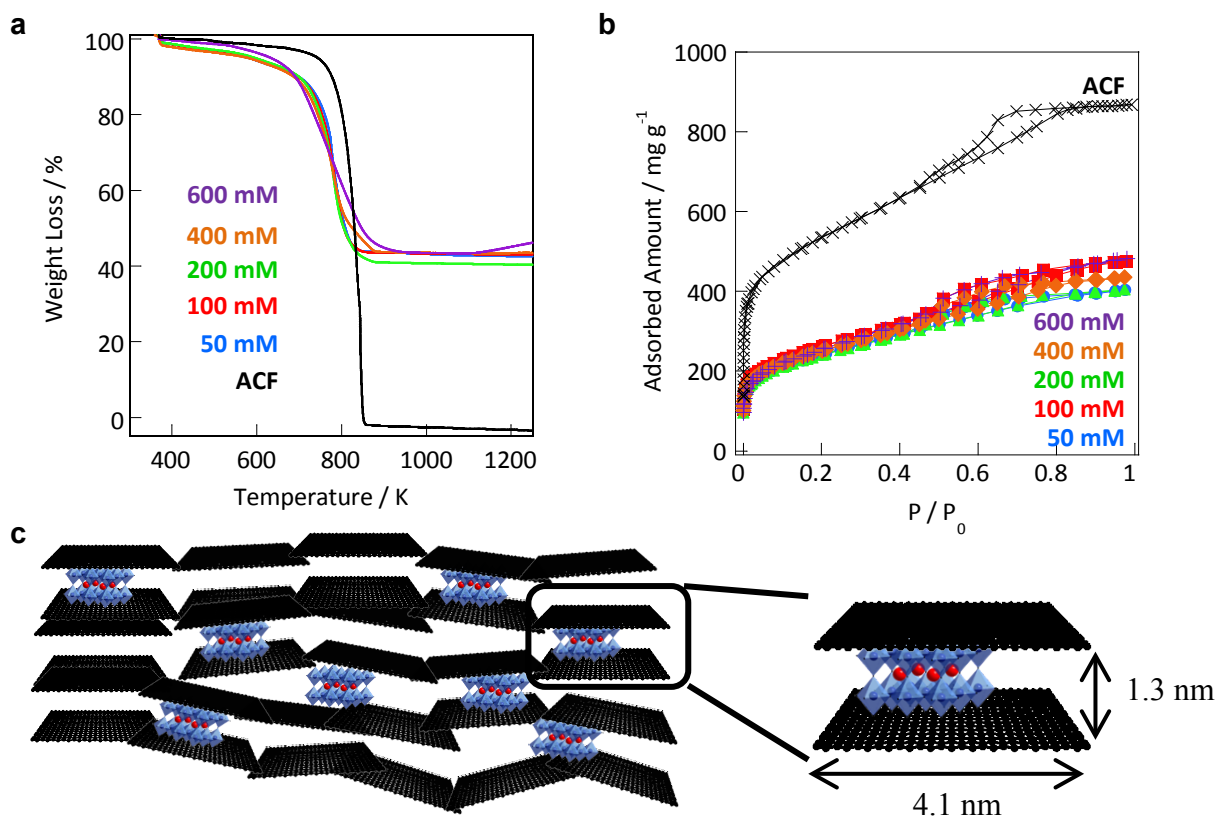 a
100
80
60
40
20
0
Weight Loss / %
600 mM
400 mM
200 mM
100 mM
50 mM
ACF
400 600 800 1000 1200
Temperature / K
b
1000
800
600
400
200
0
Adsorbed Amount / mg g⁻¹
ACF
600 mM
400 mM
200 mM
100 mM
50 mM
0 0.2 0.4 0.6 0.8 1
P / P₀
c
1.3 nm
4.1 nm